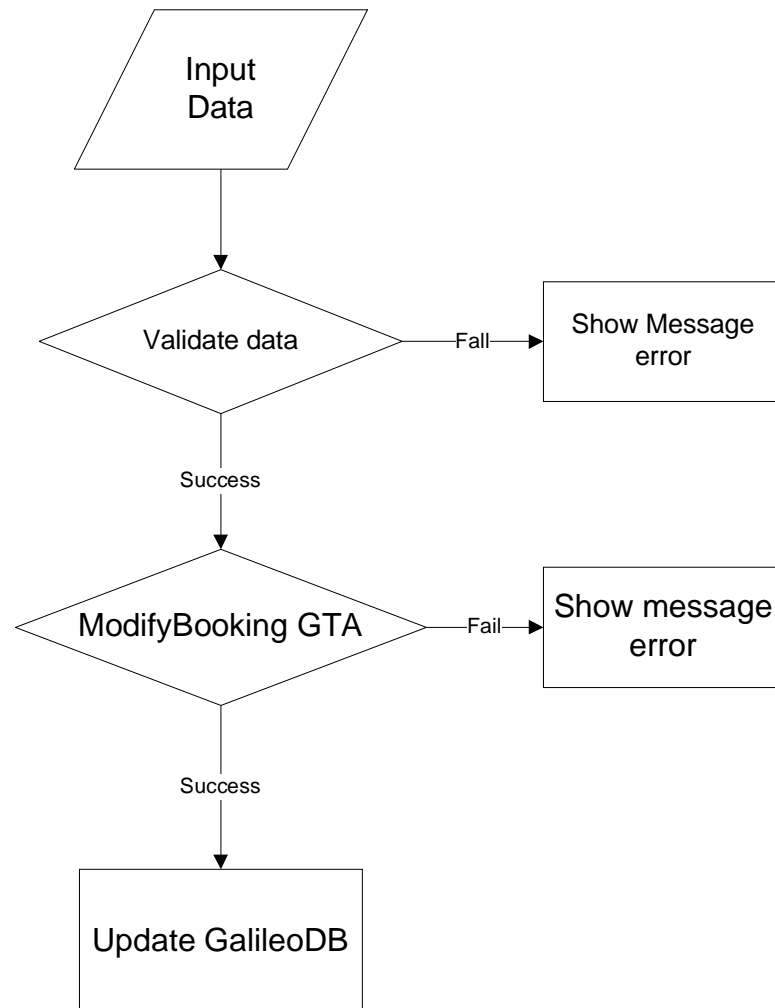 Input
Data
Validate data
Fall
Show Message
error
Success
ModifyBooking GTA
Fail
Show message
error
Success
Update GalileoDB